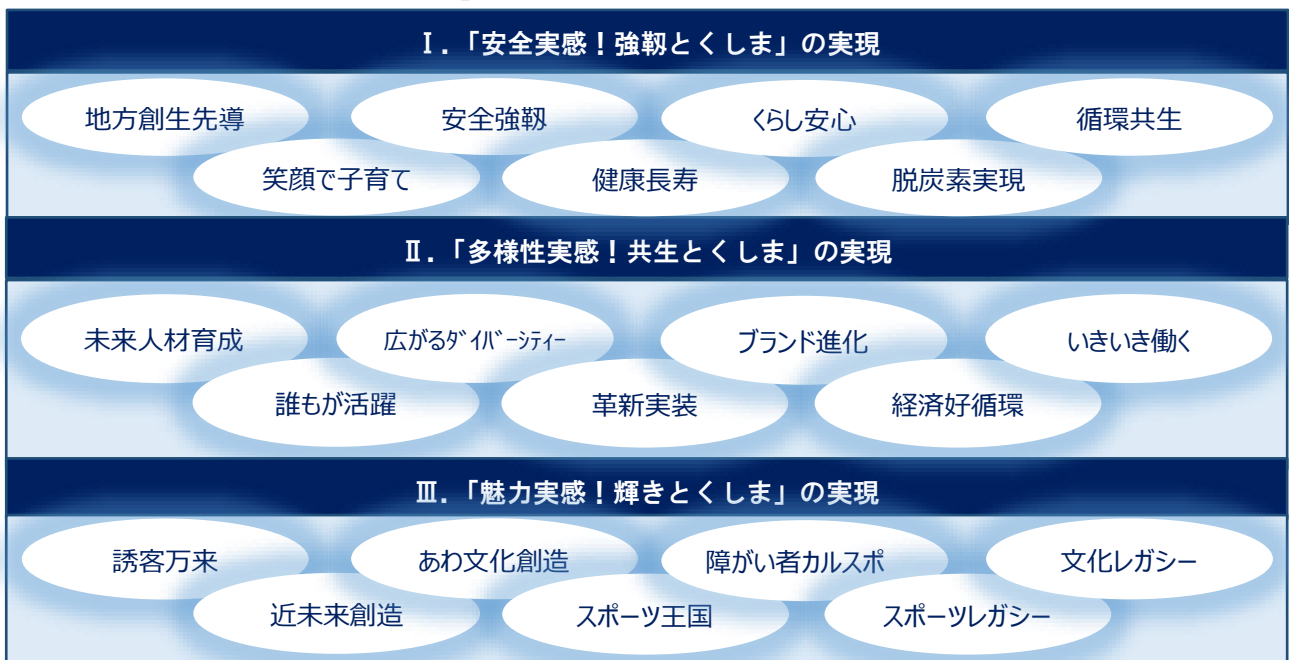 Ⅰ.「安全実感！強靱とくしま」の実現
地方創生先導
安全強靱
くらし安心
循環共生
笑顔で子育て
健康長寿
脱炭素実現
Ⅱ.「多様性実感！共生とくしま」の実現
未来人材育成
広がるﾀﾞｲﾊﾞｰｼﾃｨｰ
ブランド進化
いきいき働く
誰もが活躍
革新実装
経済好循環
Ⅲ.「魅力実感！輝きとくしま」の実現
誘客万来
あわ文化創造
障がい者カルスポ
文化レガシー
近未来創造
スポーツ王国
スポーツレガシー